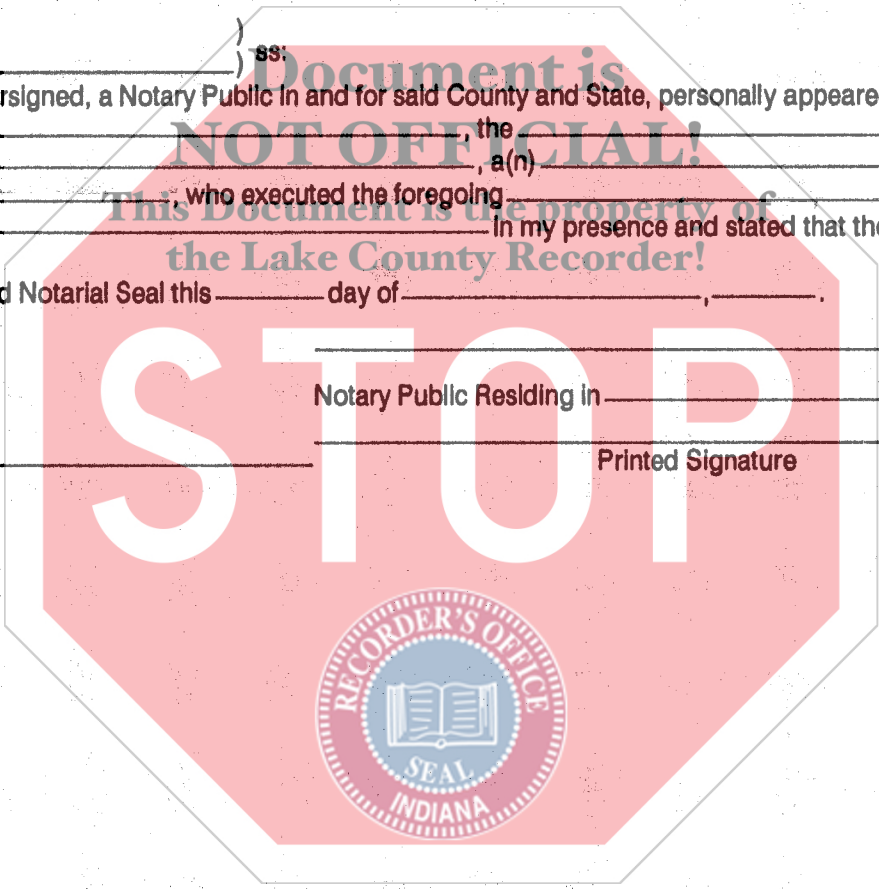 )
) ss:
Document is
rsigned, a Notary Public in and for said County and State, personally appeare
NOT OFFICIAL!
, the
, a(n)
This Document is the property of
, who executed the foregoing
in my presence and stated that the
the Lake County Recorder!
d Notarial Seal this day of , .
STOP
Notary Public Residing in
Printed Signature
RECORDER'S OFFICE
SEAL
INDIANA